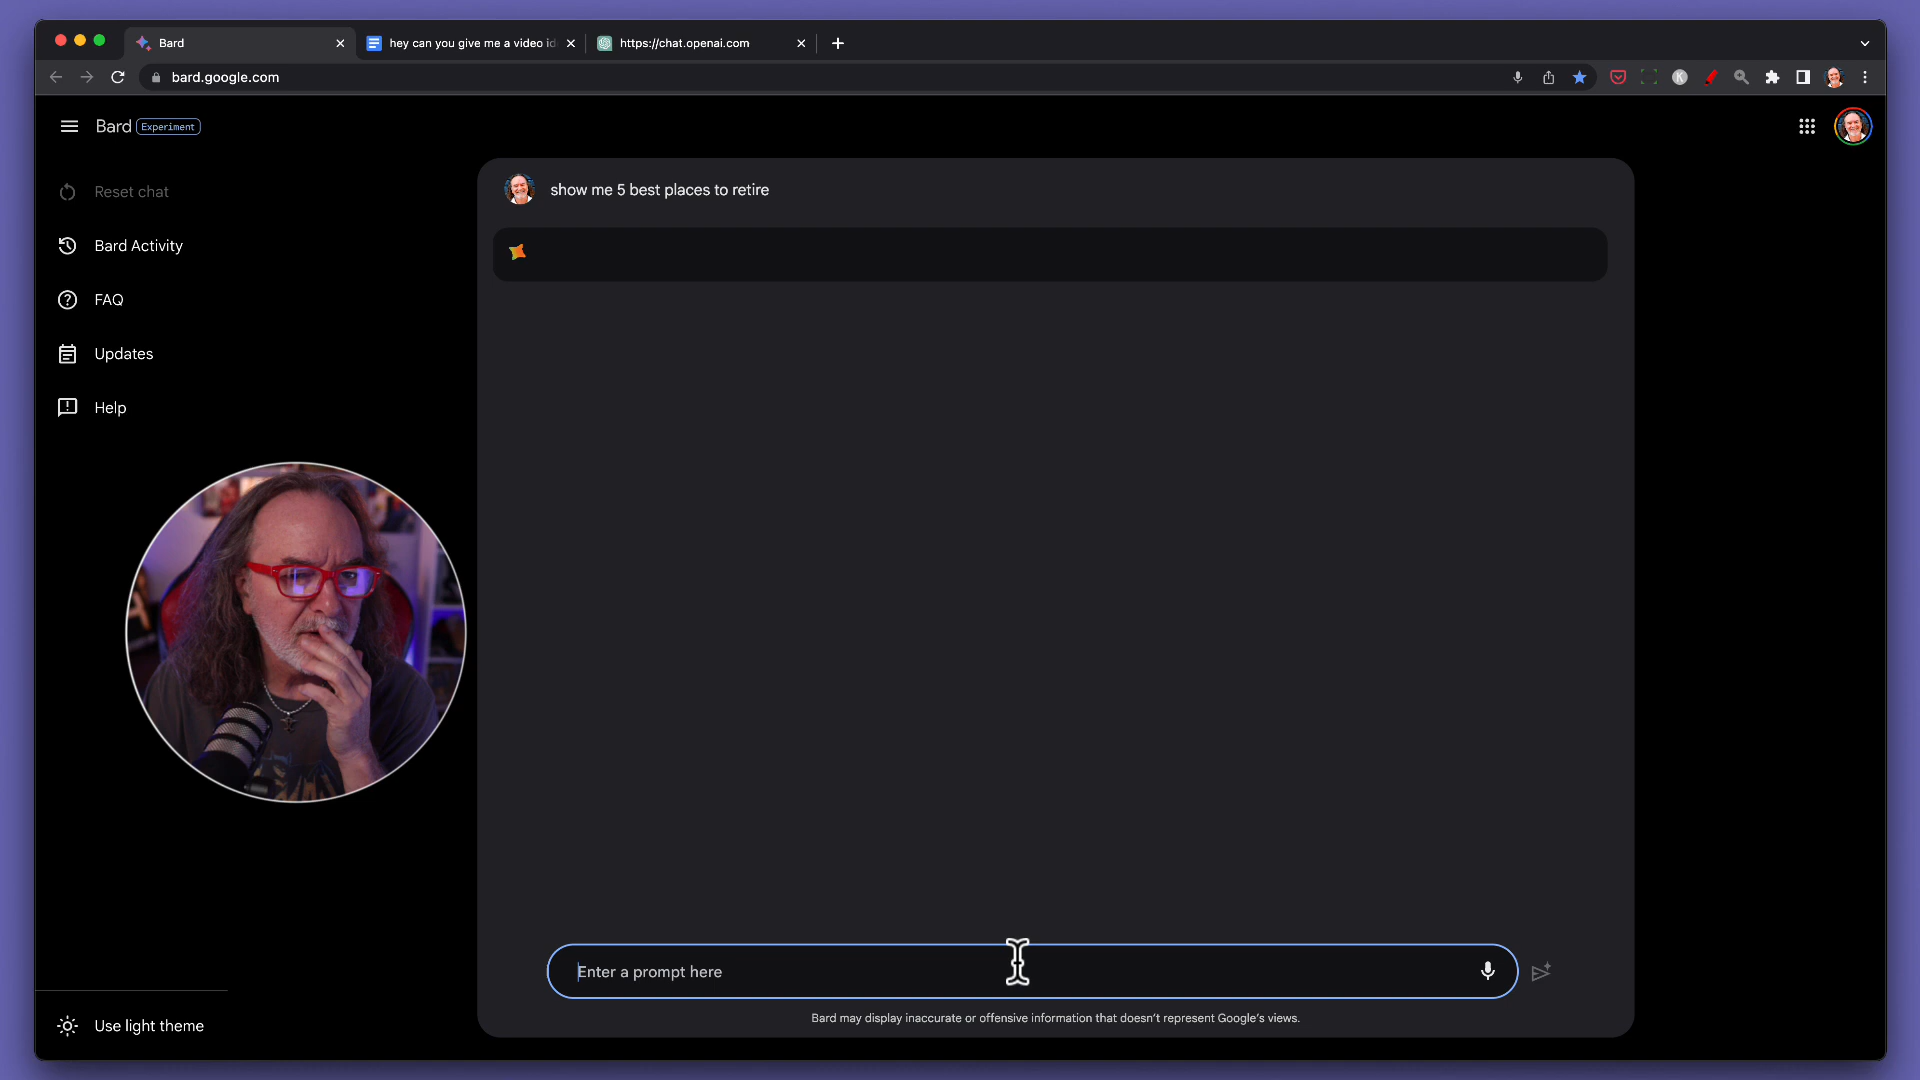 Bard
hey can you give me a video id
https://chat.openai.com
bard.google.com
Bard Experiment
Reset chat
Bard Activity
FAQ
Updates
Help
show me 5 best places to retire
Enter a prompt here
Bard may display inaccurate or offensive information that doesn't represent Google's views.
Use light theme